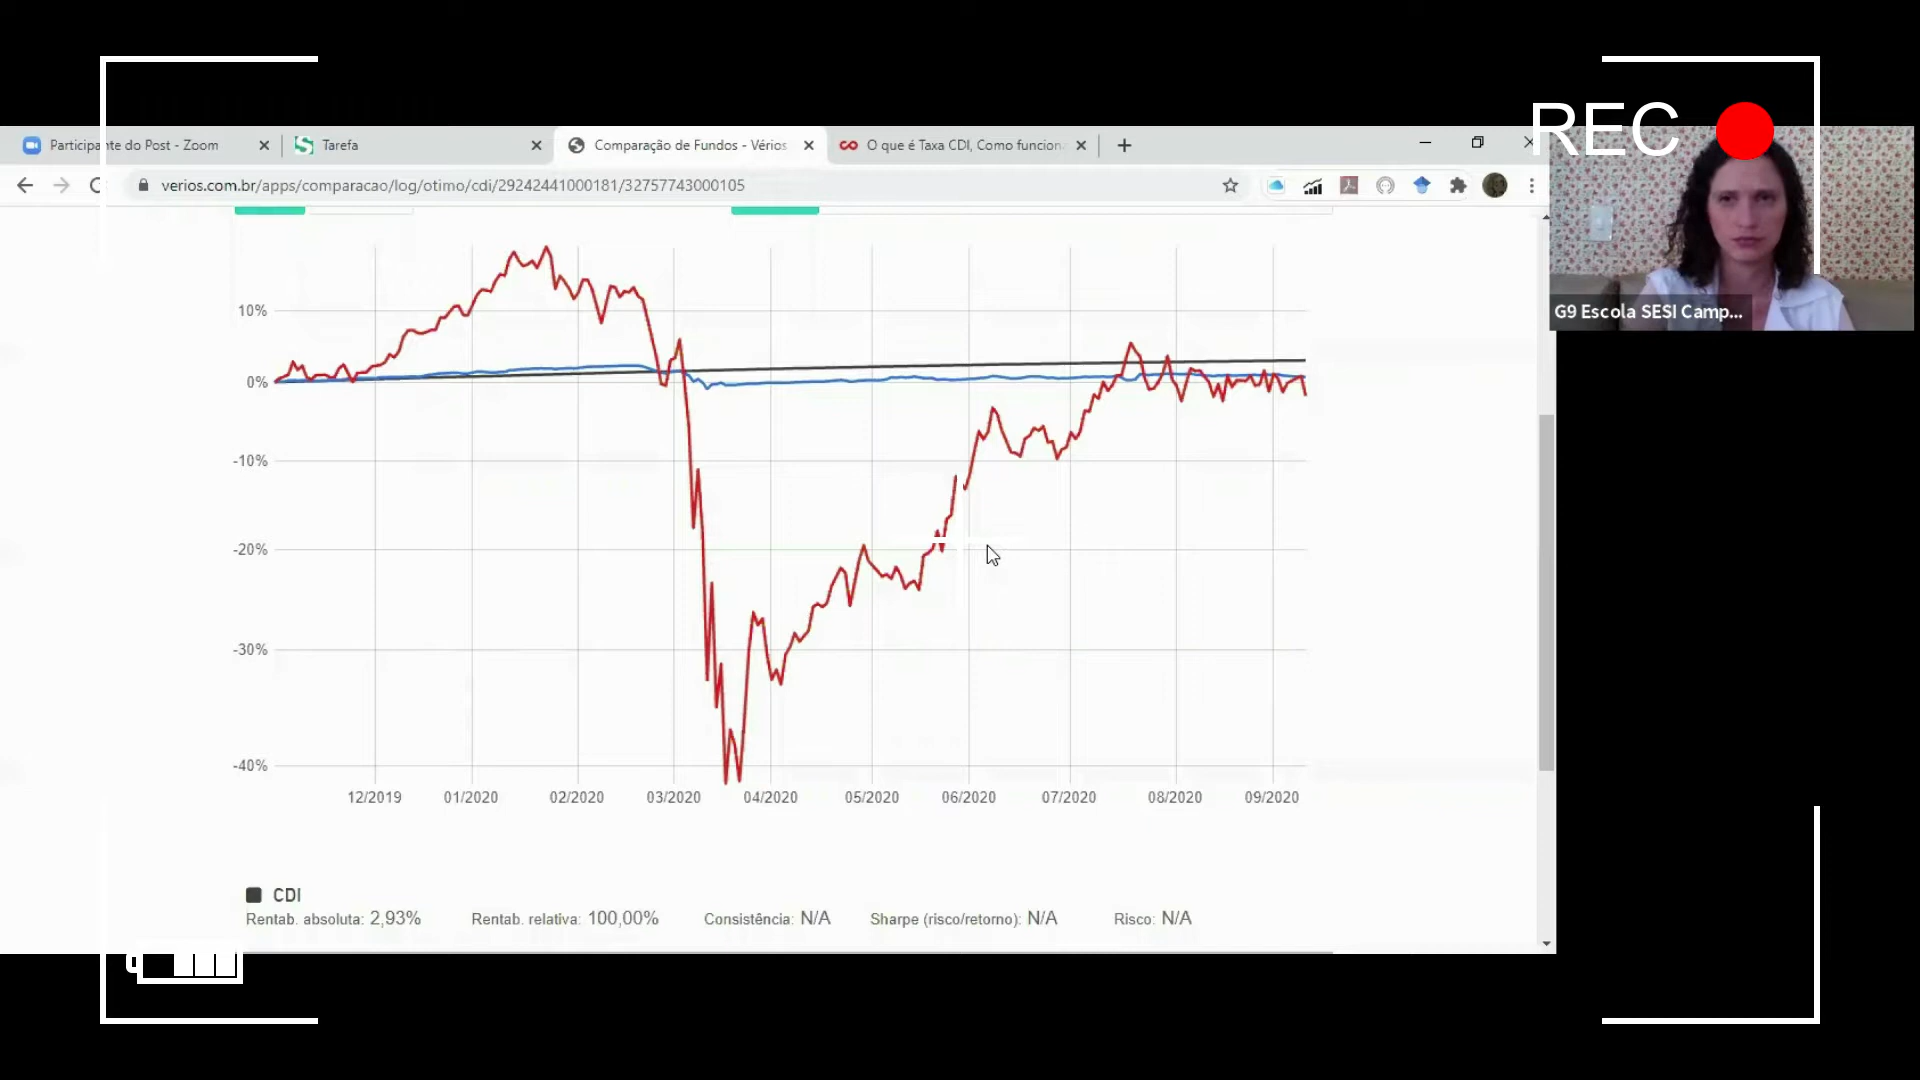 REC
Participante do Post - Zoom
Tarefa
Comparação de Fundos - Vérios
O que é Taxa CDI, Como funcion
verios.com.br/apps/comparacao/log/otimo/cdi/29242441000181/32757743000105
G9 Escola SESI Camp...
10%
0%
-10%
-20%
-30%
-40%
12/2019 01/2020 02/2020 03/2020 04/2020 05/2020 06/2020 07/2020 08/2020 09/2020
CDI
Rentab. absoluta: 2,93% Rentab. relativa: 100,00% Consistência: N/A Sharpe (risco/retorno): N/A Risco: N/A